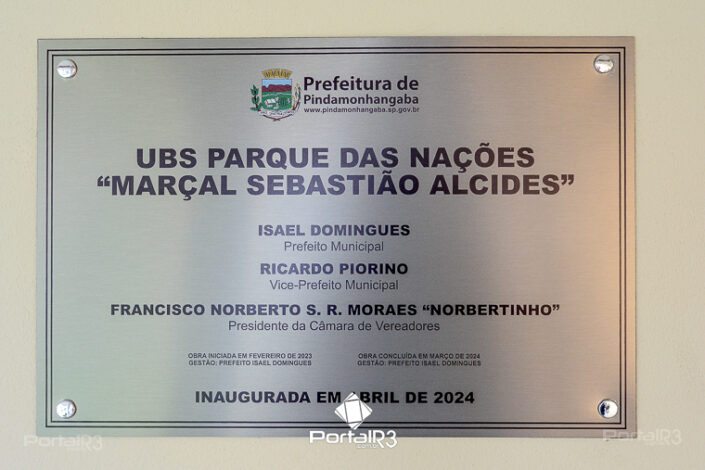 Prefeitura de
Pindamonhangaba
www.pindamonhangaba.sp.gov.br
UBS PARQUE DAS NAÇÕES
“MARÇAL SEBASTIÃO ALCIDES”
ISAEL DOMINGUES
Prefeito Municipal
RICARDO PIORINO
Vice-Prefeito Municipal
FRANCISCO NORBERTO S. R. MORAES “NORBERTINHO”
Presidente da Câmara de Vereadores
OBRA INICIADA EM FEVEREIRO DE 2023
GESTÃO: PREFEITO ISAEL DOMINGUES
OBRA CONCLUÍDA EM MARÇO DE 2024
GESTÃO: PREFEITO ISAEL DOMINGUES
INAUGURADA EM ABRIL DE 2024
PortalR3
PortalR3
PortalR3